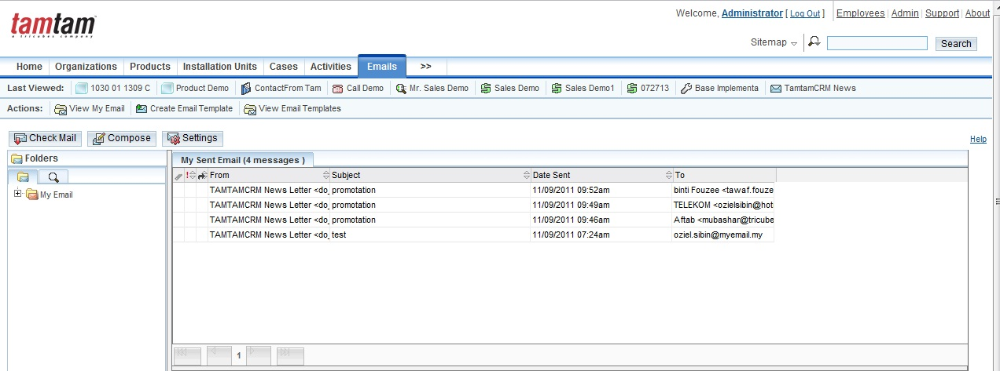 Welcome, Administrator [ Log Out ] Employees | Admin | Support | About
tamtam
a tricubes company
Sitemap Search
Home Organizations Products Installation Units Cases Activities Emails >>
Last Viewed: 1030 01 1309 C Product Demo ContactFrom Tam Call Demo Mr. Sales Demo Sales Demo Sales Demo1 072713 Base Implementa TamtamCRM News
Actions: View My Email Create Email Template View Email Templates
Check Mail Compose Settings Help
Folders My Sent Email (4 messages )
! From Subject Date Sent To
My Email
TAMTAMCRM News Letter <do_ promotation 11/09/2011 09:52am binti Fouzee <tawaf.fouze
TAMTAMCRM News Letter <do_ promotation 11/09/2011 09:49am TELEKOM <ozielsibin@hot
TAMTAMCRM News Letter <do_ promotation 11/09/2011 09:46am Aftab <mubashar@tricube
TAMTAMCRM News Letter <do_ test 11/09/2011 07:24am oziel.sibin@myemail.my
1